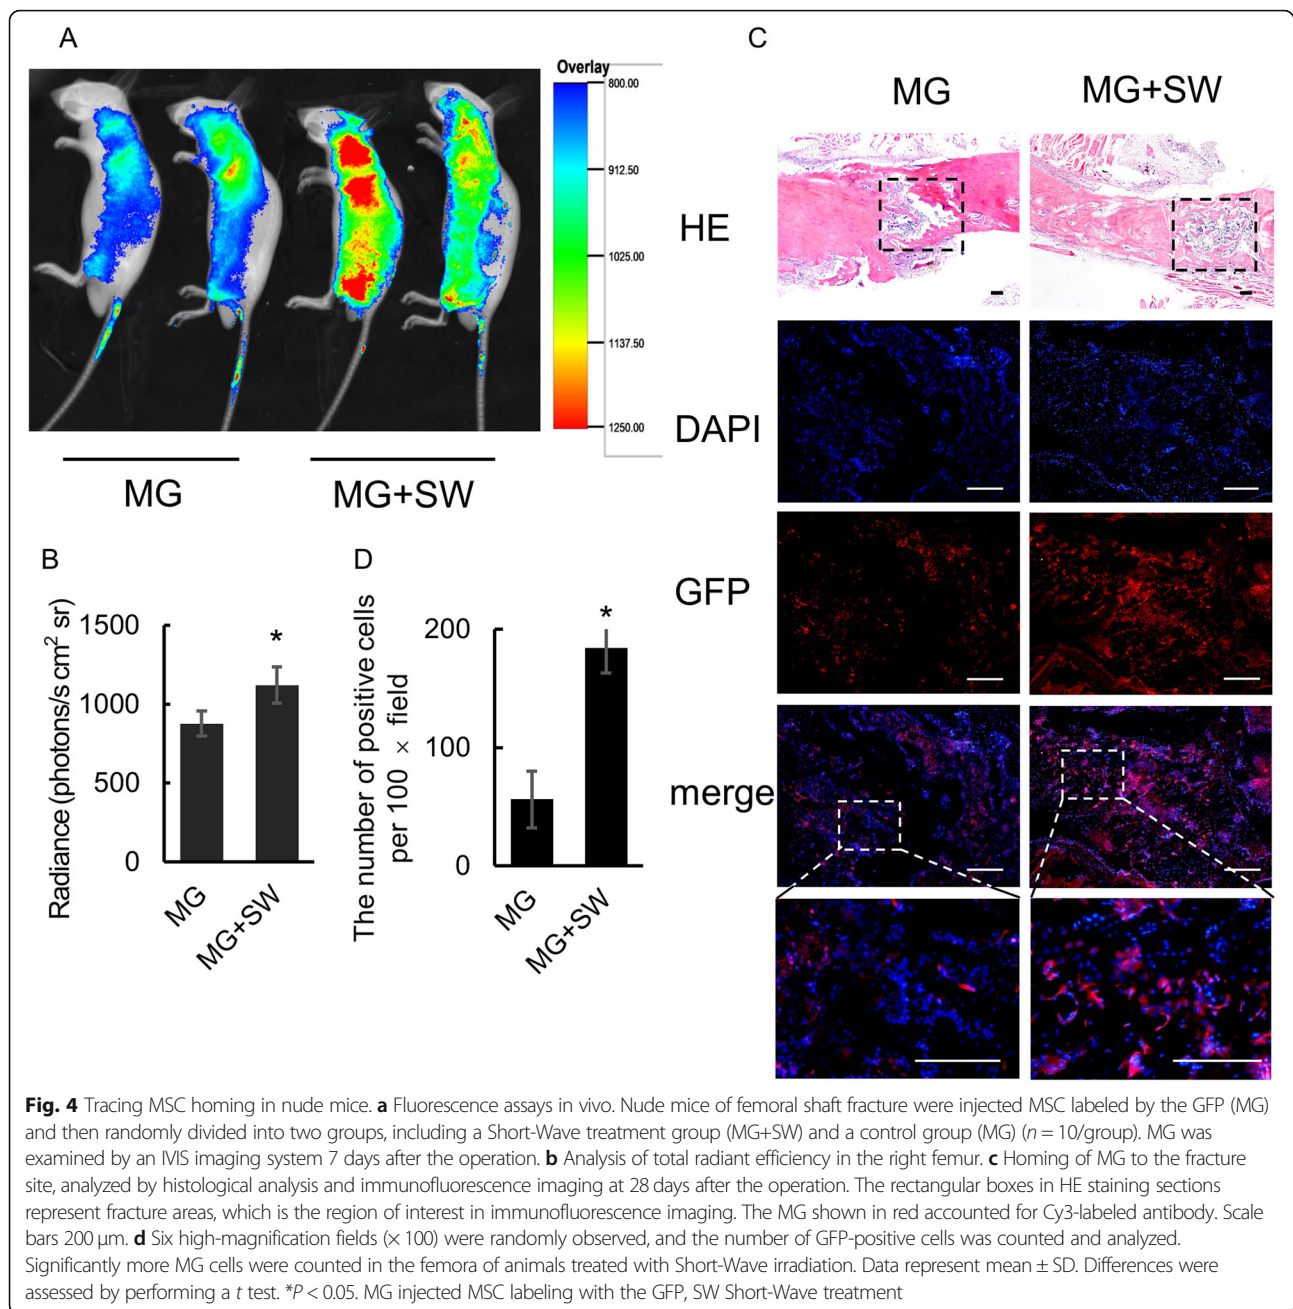 A
Overlay
800.00
912.50
1025.00
1137.50
1250.00
MG
MG+SW
B
Radiance (photons/s cm² sr)
1500
1000
500
0
*
MG
MG+SW
D
The number of positive cells
per 100 × field
200
100
0
*
MG
MG+SW
C
MG
MG+SW
HE
DAPI
GFP
merge
Fig. 4 Tracing MSC homing in nude mice. a Fluorescence assays in vivo. Nude mice of femoral shaft fracture were injected MSC labeled by the GFP (MG)
and then randomly divided into two groups, including a Short-Wave treatment group (MG+SW) and a control group (MG) (n = 10/group). MG was
examined by an IVIS imaging system 7 days after the operation. b Analysis of total radiant efficiency in the right femur. c Homing of MG to the fracture
site, analyzed by histological analysis and immunofluorescence imaging at 28 days after the operation. The rectangular boxes in HE staining sections
represent fracture areas, which is the region of interest in immunofluorescence imaging. The MG shown in red accounted for Cy3-labeled antibody. Scale
bars 200 μm. d Six high-magnification fields (× 100) were randomly observed, and the number of GFP-positive cells was counted and analyzed.
Significantly more MG cells were counted in the femora of animals treated with Short-Wave irradiation. Data represent mean ± SD. Differences were
assessed by performing a t test. *P < 0.05. MG injected MSC labeling with the GFP, SW Short-Wave treatment